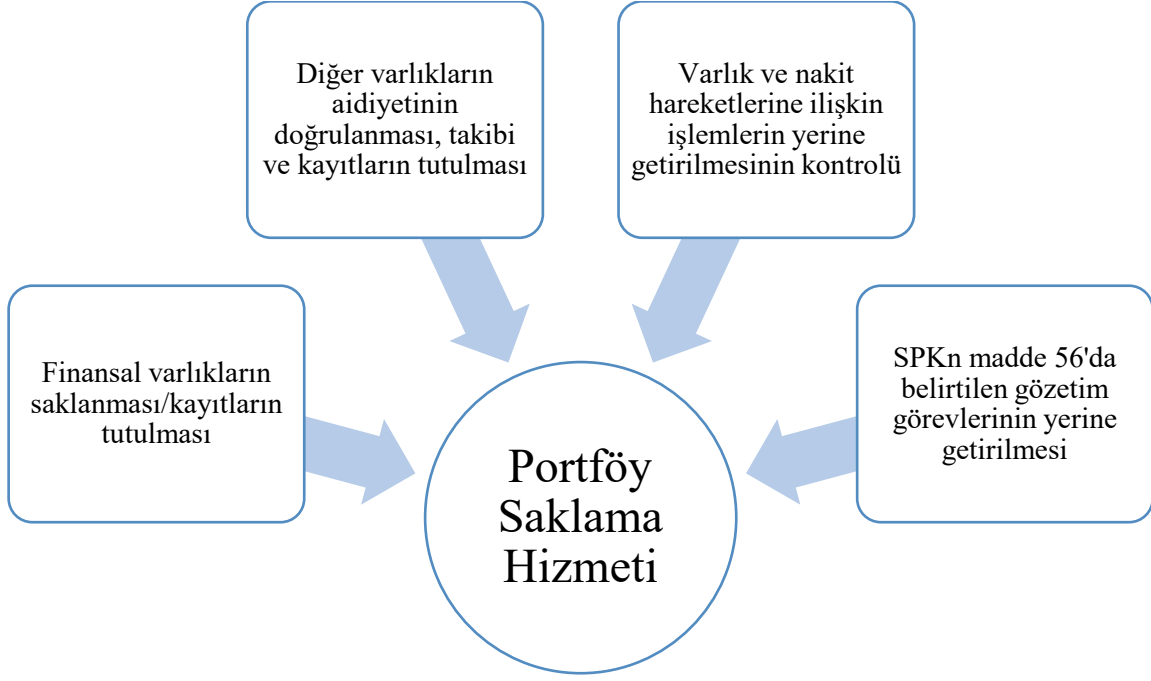 Finansal varlıkların
saklanması/kayıtların
tutulması
Diğer varlıkların
aidiyetinin
doğrulanması, takibi
ve kayıtların tutulması
Varlık ve nakit
hareketlerine ilişkin
işlemlerin yerine
getirilmesinin kontrolü
SPKn madde 56'da
belirtilen gözetim
görevlerinin yerine
getirilmesi
Portföy
Saklama
Hizmeti